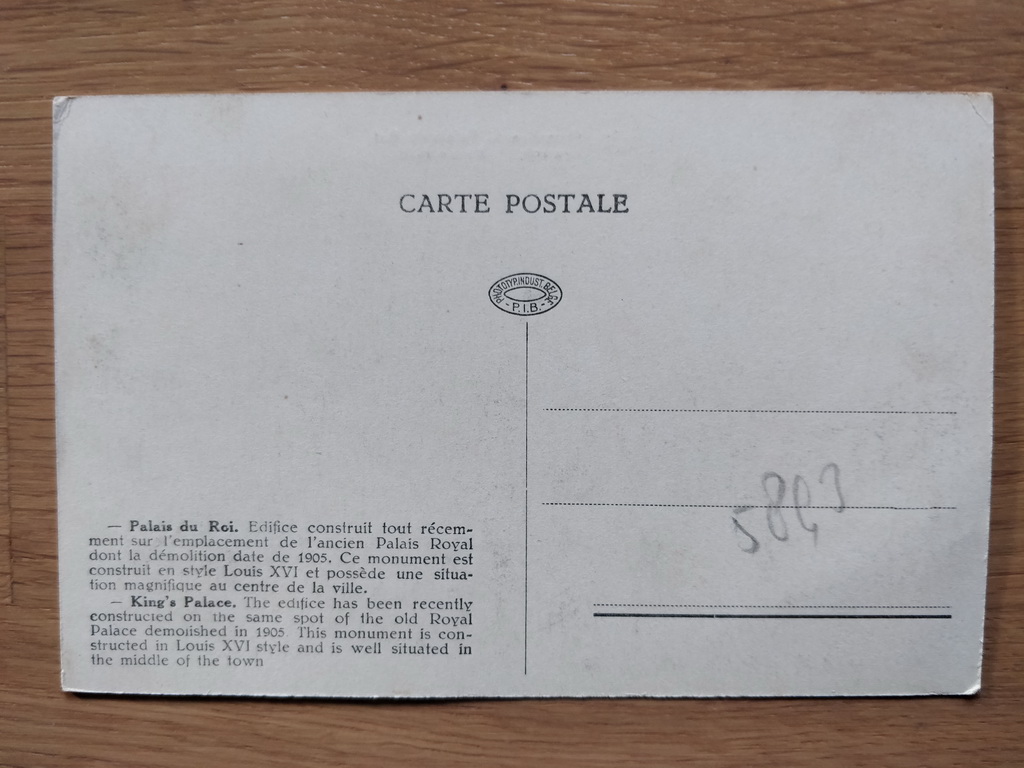 CARTE POSTALE
PHOTOTYP. INDUST. BELGE
- P.I.B. -
— Palais du Roi. Edifice construit tout récem-
ment sur l'emplacement de l'ancien Palais Royal
dont la démolition date de 1905. Ce monument est
construit en style Louis XVI et possède une situa-
tion magnifique au centre de la ville.
— King's Palace. The edifice has been recently
constructed on the same spot of the old Royal
Palace demolished in 1905. This monument is con-
structed in Louis XVI style and is well situated in
the middle of the town